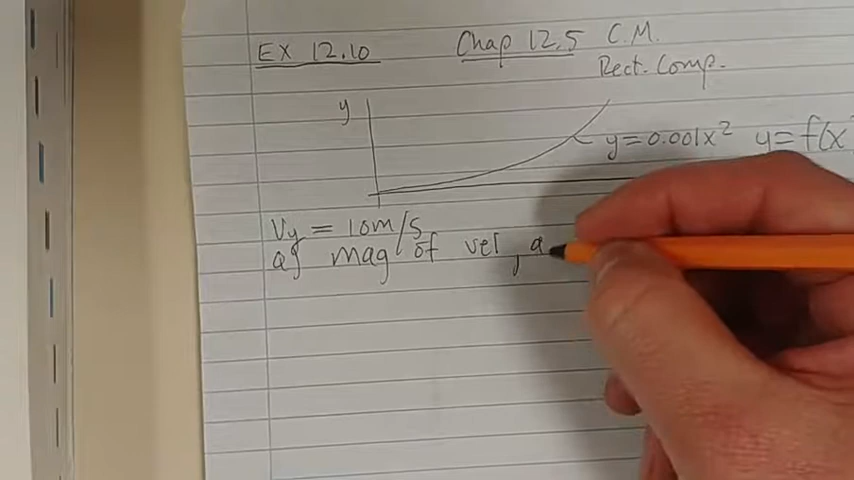 EX 12.10 Chap 12.5 C.M.
Rect. Comp.
y
y=0.001x² y=f(x
Vy = 10m/s
a) mag of vel, a